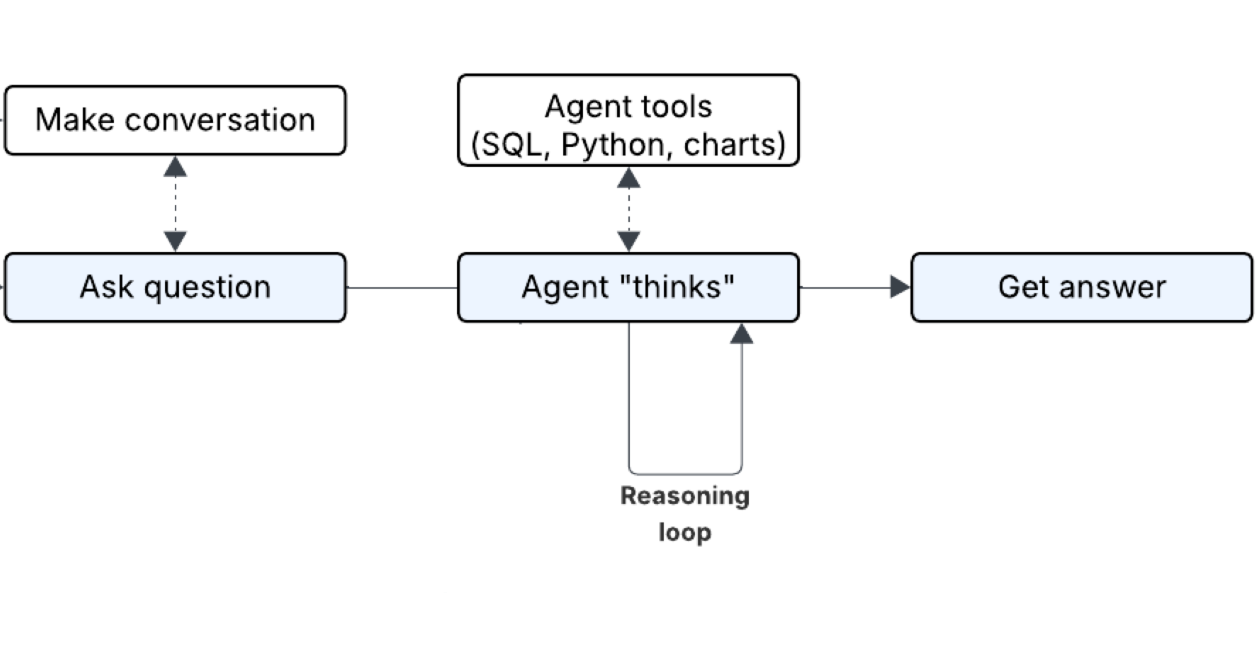 Make conversation
Agent tools
(SQL, Python, charts)
Ask question
Agent "thinks"
Get answer
Reasoning
loop